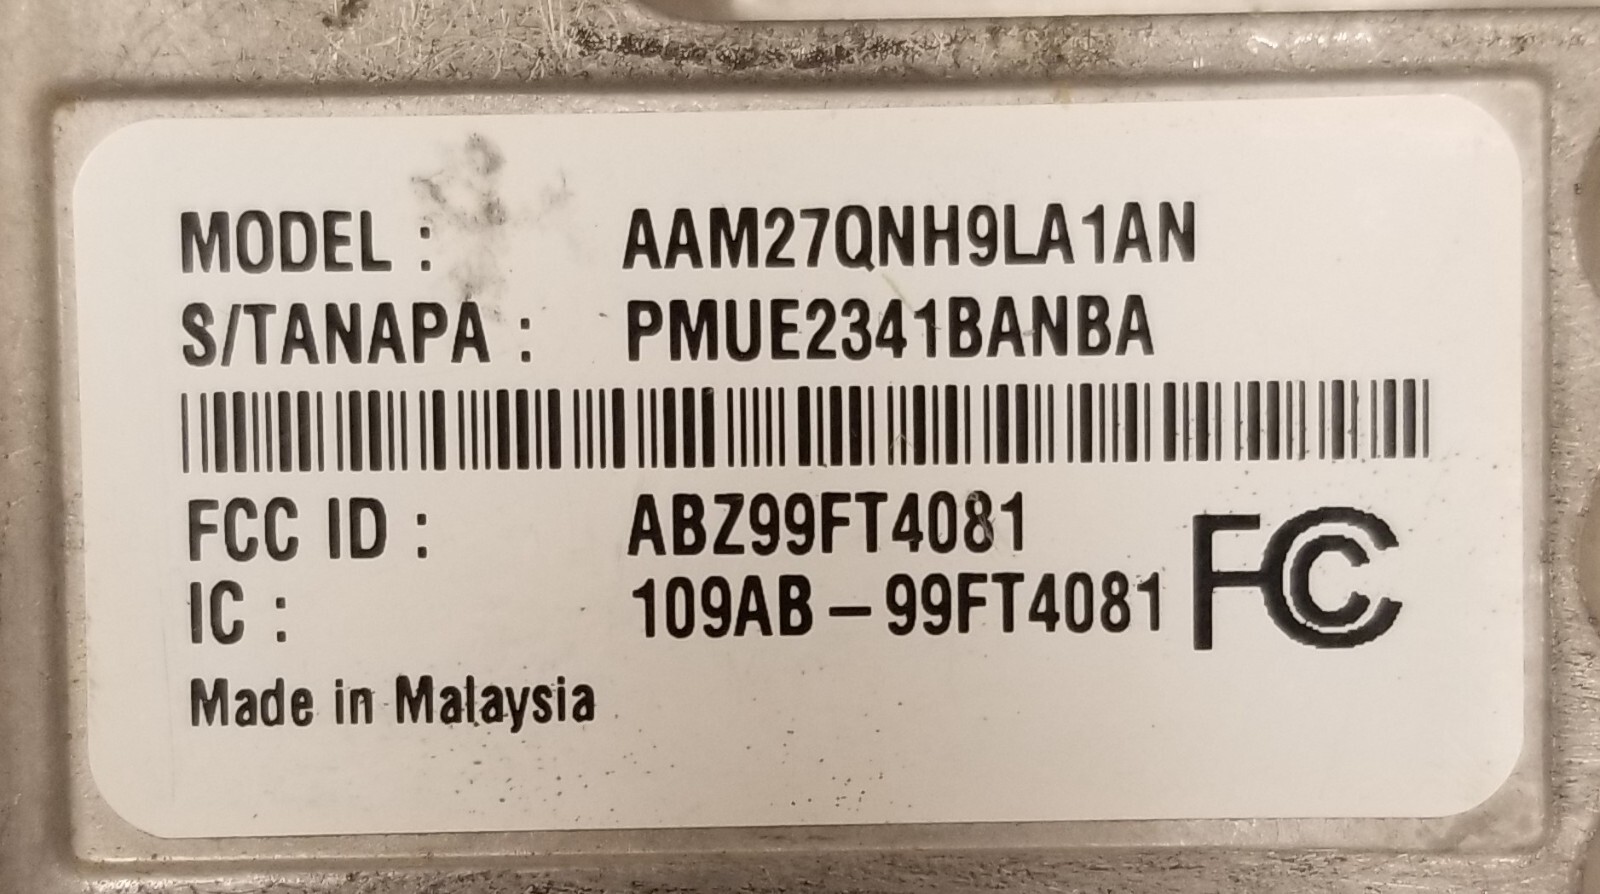 MODEL : AAM27QNH9LA1AN
S/TANAPA : PMUE2341BANBA
FCC ID : ABZ99FT4081
IC : 109AB-99FT4081
FC
Made in Malaysia